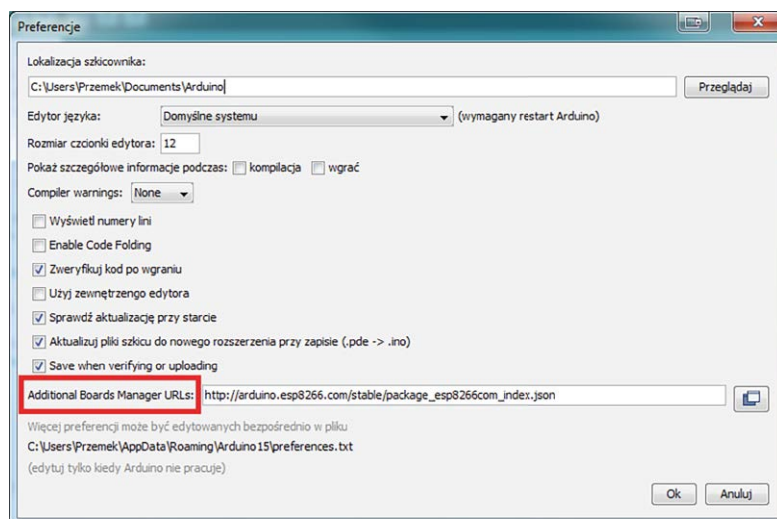 Preferencje
Lokalizacja szkicownika:
C:\Users\Przemek\Documents\Arduino
Przeglądaj
Edytor języka: Domyślne systemu (wymagany restart Arduino)
Rozmiar czcionki edytora: 12
Pokaż szczegółowe informacje podczas: kompilacja wgrać
Compiler warnings: None
Wyświetl numery lini
Enable Code Folding
Zweryfikuj kod po wgraniu
Użyj zewnętrzengo edytora
Sprawdź aktualizację przy starcie
Aktualizuj pliki szkicu do nowego rozszerzenia przy zapisie (.pde -> .ino)
Save when verifying or uploading
Additional Boards Manager URLs: http://arduino.esp8266.com/stable/package_esp8266com_index.json
Więcej preferencji może być edytowanych bezpośrednio w pliku
C:\Users\Przemek\AppData\Roaming\Arduino15\preferences.txt
(edytuj tylko kiedy Arduino nie pracuje)
Ok Anuluj